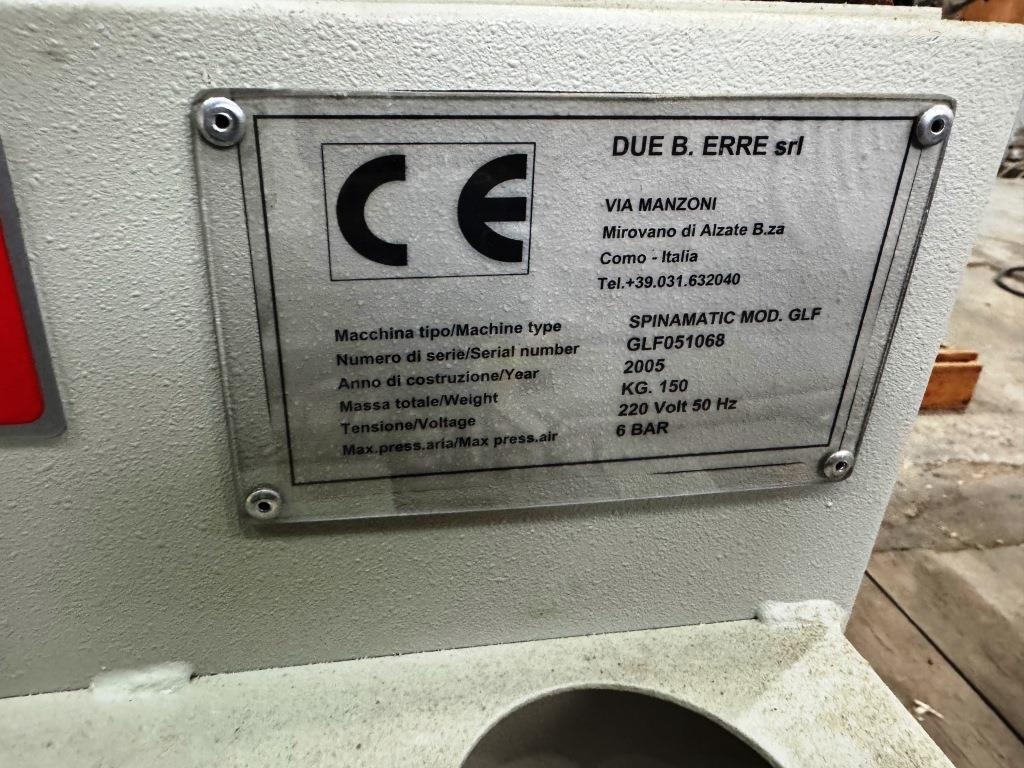 CE
DUE B. ERRE srl
VIA MANZONI
Mirovano di Alzate B.za
Como - Italia
Tel.+39.031.632040
Macchina tipo/Machine type SPINAMATIC MOD. GLF
Numero di serie/Serial number GLF051068
Anno di costruzione/Year 2005
Massa totale/Weight KG. 150
Tensione/Voltage 220 Volt 50 Hz
Max.press.aria/Max press.air 6 BAR